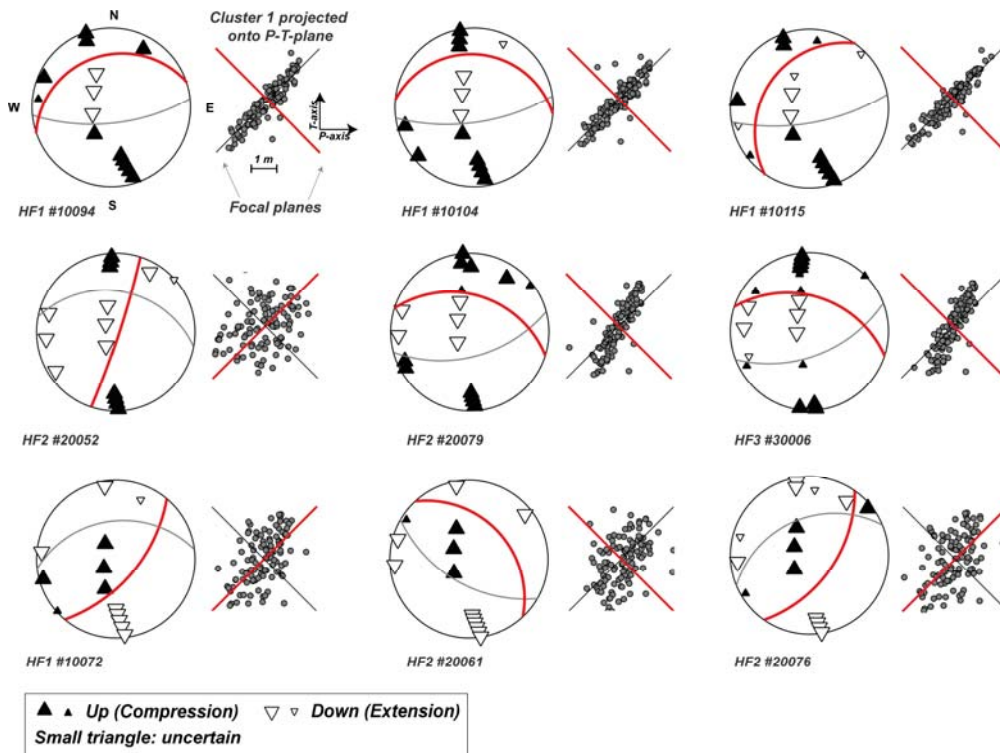 N
Cluster 1 projected
onto P-T-plane
W
E
T-axis
P-axis
1 m
S
Focal planes
HF1 #10094
HF1 #10104
HF1 #10115
HF2 #20052
HF2 #20079
HF3 #30006
HF1 #10072
HF2 #20061
HF2 #20076
Up (Compression) Down (Extension)
Small triangle: uncertain